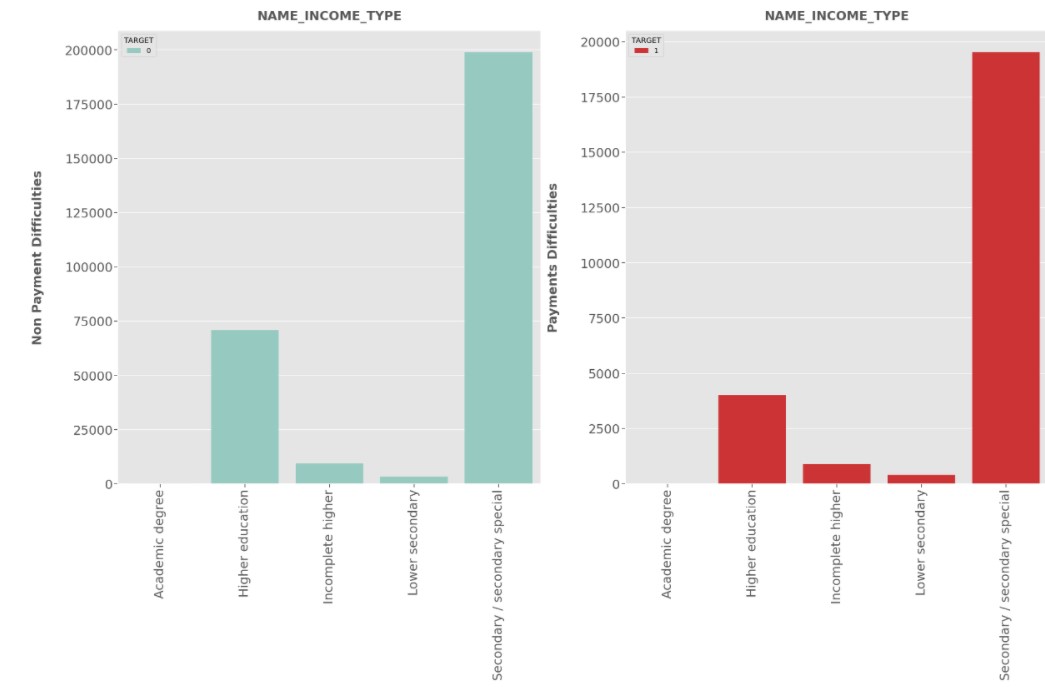 NAME_INCOME_TYPE
TARGET
0
200000
175000
150000
125000
100000
75000
50000
25000
0
Non Payment Difficulties
Academic degree
Higher education
Incomplete higher
Lower secondary
Secondary / secondary special
NAME_INCOME_TYPE
TARGET
1
20000
17500
15000
12500
10000
7500
5000
2500
0
Payments Difficulties
Academic degree
Higher education
Incomplete higher
Lower secondary
Secondary / secondary special